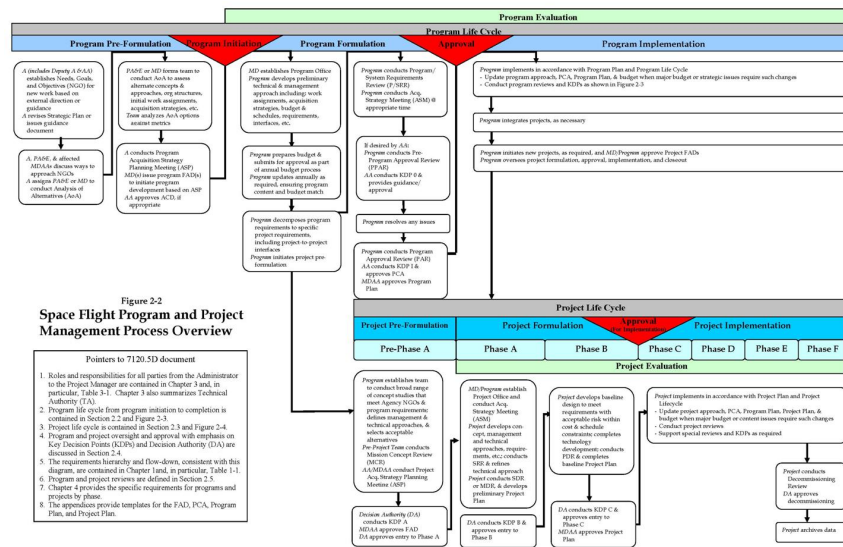 Program Evaluation
Program Life Cycle
Program Pre-Formulation
Program Initiation
Program Formulation
Approval
Program Implementation
A (includes Deputy A &AA)
establishes Needs, Goals,
and Objectives (NGO) for
new work based on
external direction or
guidance
A revises Strategic Plan or
issues guidance
document
A, PA&E, & affected
MDAAs discuss ways to
approach NGOs
A assigns PA&E or MD to
conduct Analysis of
Alternatives (AoA)
PA&E or MD forms team to
conduct AoA to assess
alternate concepts &
approaches, org structures,
initial work assignments,
acquisition strategies, etc.
Team analyzes AoA options
against metrics
A conducts Program
Acquisition Strategy
Planning Meeting (ASP)
MD(s) issue program FAD(s)
to initiate program
development based on ASP
AA approves ACD, if
appropriate
MD establishes Program Office
Program develops preliminary
technical & management
approach including: work
assignments, acquisition
strategies, budget &
schedules, requirements,
interfaces, etc.
Program prepares budget &
submits for approval as part
of annual budget process
Program updates annually as
required, ensuring program
content and budget match
Program decomposes program
requirements to specific
project requirements,
including project-to-project
interfaces
Program initiates project pre-
formulation
Program conducts Program/
System Requirements
Review (P/SRR)
Program conducts Acq.
Strategy Meeting (ASM) @
appropriate time
If desired by AA:
Program conducts Pre-
Program Approval Review
(PPAR)
AA conducts KDP 0 &
provides guidance/
approval
Program resolves any issues
Program conducts Program
Approval Review (PAR)
AA conducts KDP I &
approves PCA
MDAA approves Program
Plan
Program implements in accordance with Program Plan and Program Life Cycle
- Update program approach, PCA, Program Plan, & budget when major budget or strategic issues require such changes
- Conduct program reviews and KDPs as shown in Figure 2-3
Program integrates projects, as necessary
Program initiates new projects, as required, and MD/Program approve Project FADs
Program oversees project formulation, approval, implementation, and closeout
Figure 2-2
Space Flight Program and Project
Management Process Overview
Pointers to 7120.5D document
1. Roles and responsibilities for all parties from the Administrator
to the Project Manager are contained in Chapter 3 and, in
particular, Table 3-1. Chapter 3 also summarizes Technical
Authority (TA).
2. Program life cycle from program initiation to completion is
contained in Section 2.2 and Figure 2-3.
3. Project life cycle is contained in Section 2.3 and Figure 2-4.
4. Program and project oversight and approval with emphasis on
Key Decision Points (KDPs) and Decision Authority (DA) are
discussed in Section 2.4.
5. The requirements hierarchy and flow-down, consistent with this
diagram, are contained in Chapter 1and, in particular, Table 1-1.
6. Program and project reviews are defined in Section 2.5.
7. Chapter 4 provides the specific requirements for programs and
projects by phase.
8. The appendices provide templates for the FAD, PCA, Program
Plan, and Project Plan.
Project Life Cycle
Project Pre-Formulation
Project Formulation
Approval
(for Implementation)
Project Implementation
Pre-Phase A
Phase A
Phase B
Phase C
Phase D
Phase E
Phase F
Project Evaluation
Program establishes team
to conduct broad range
of concept studies that
meet Agency NGOs &
program requirements;
defines management
& technical approaches, &
selects acceptable
alternatives
Pre-Project Team conducts
Mission Concept Review
(MCR)
AA/MDAA conduct Project
Acq. Strategy Planning
Meeting (ASP)
Decision Authority (DA)
conducts KDP A
MDAA approves FAD
DA approves entry to Phase A
MD/Program establish
Project Office and
conduct Acq.
Strategy Meeting
(ASM)
Project develops con-
cept, management
and technical
approaches, require-
ments, etc.; conducts
SRR & refines
technical approach
Project conducts SDR
or MDR, & develops
preliminary Project
Plan
DA conducts KDP B &
approves entry to
Phase B
Project develops baseline
design to meet
requirements with
acceptable risk within
cost & schedule
constraints; completes
technology develop-
ment; conducts
PDR & completes
baseline Project Plan
DA conducts KDP C &
approves entry to
Phase C
MDAA approves Project
Plan
Project implements in accordance with Project Plan and Project
Lifecycle
- Update project approach, PCA, Program Plan, Project Plan, &
budget when major budget or content issues require such changes
- Conduct project reviews
- Support special reviews and KDPs as required
Project conducts
Decommissioning
Review
DA approves
decommissioning
Project archives data